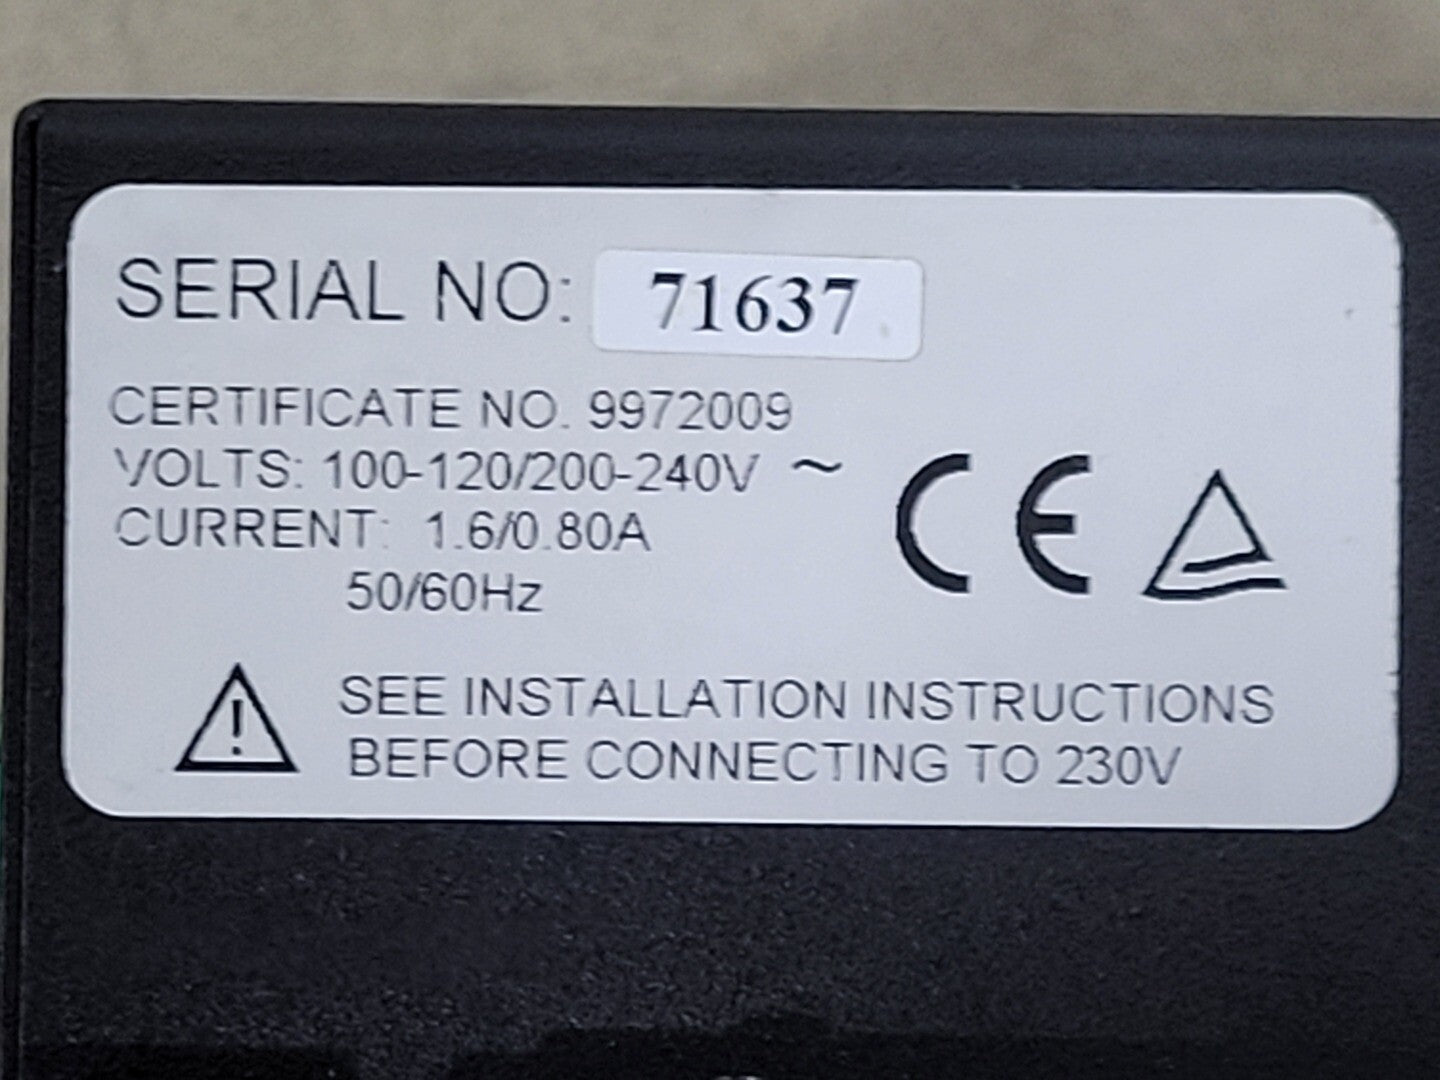 SERIAL NO: 71637
CERTIFICATE NO. 9972009
VOLTS: 100-120/200-240V ~
CURRENT: 1.6/0.80A
50/60Hz
CE
!
SEE INSTALLATION INSTRUCTIONS
BEFORE CONNECTING TO 230V